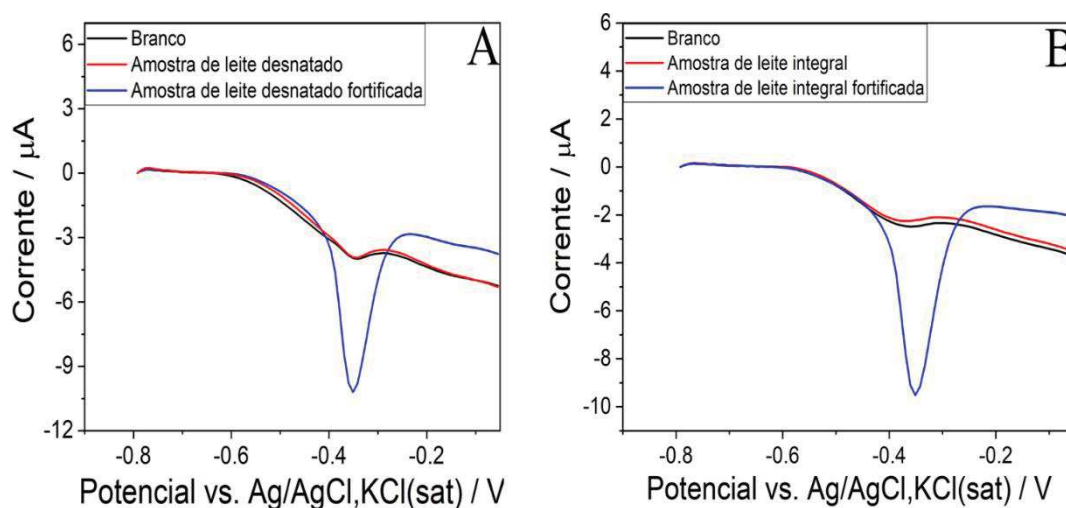 A
Branco
Amostra de leite desnatado
Amostra de leite desnatado fortificada
Corrente / µA
6
3
0
-3
-6
-9
-12
-0.8
-0.6
-0.4
-0.2
Potencial vs. Ag/AgCl,KCl(sat) / V
B
Branco
Amostra de leite integral
Amostra de leite integral fortificada
Corrente / µA
6
4
2
0
-2
-4
-6
-8
-10
-0.8
-0.6
-0.4
-0.2
Potencial vs. Ag/AgCl,KCl(sat) / V